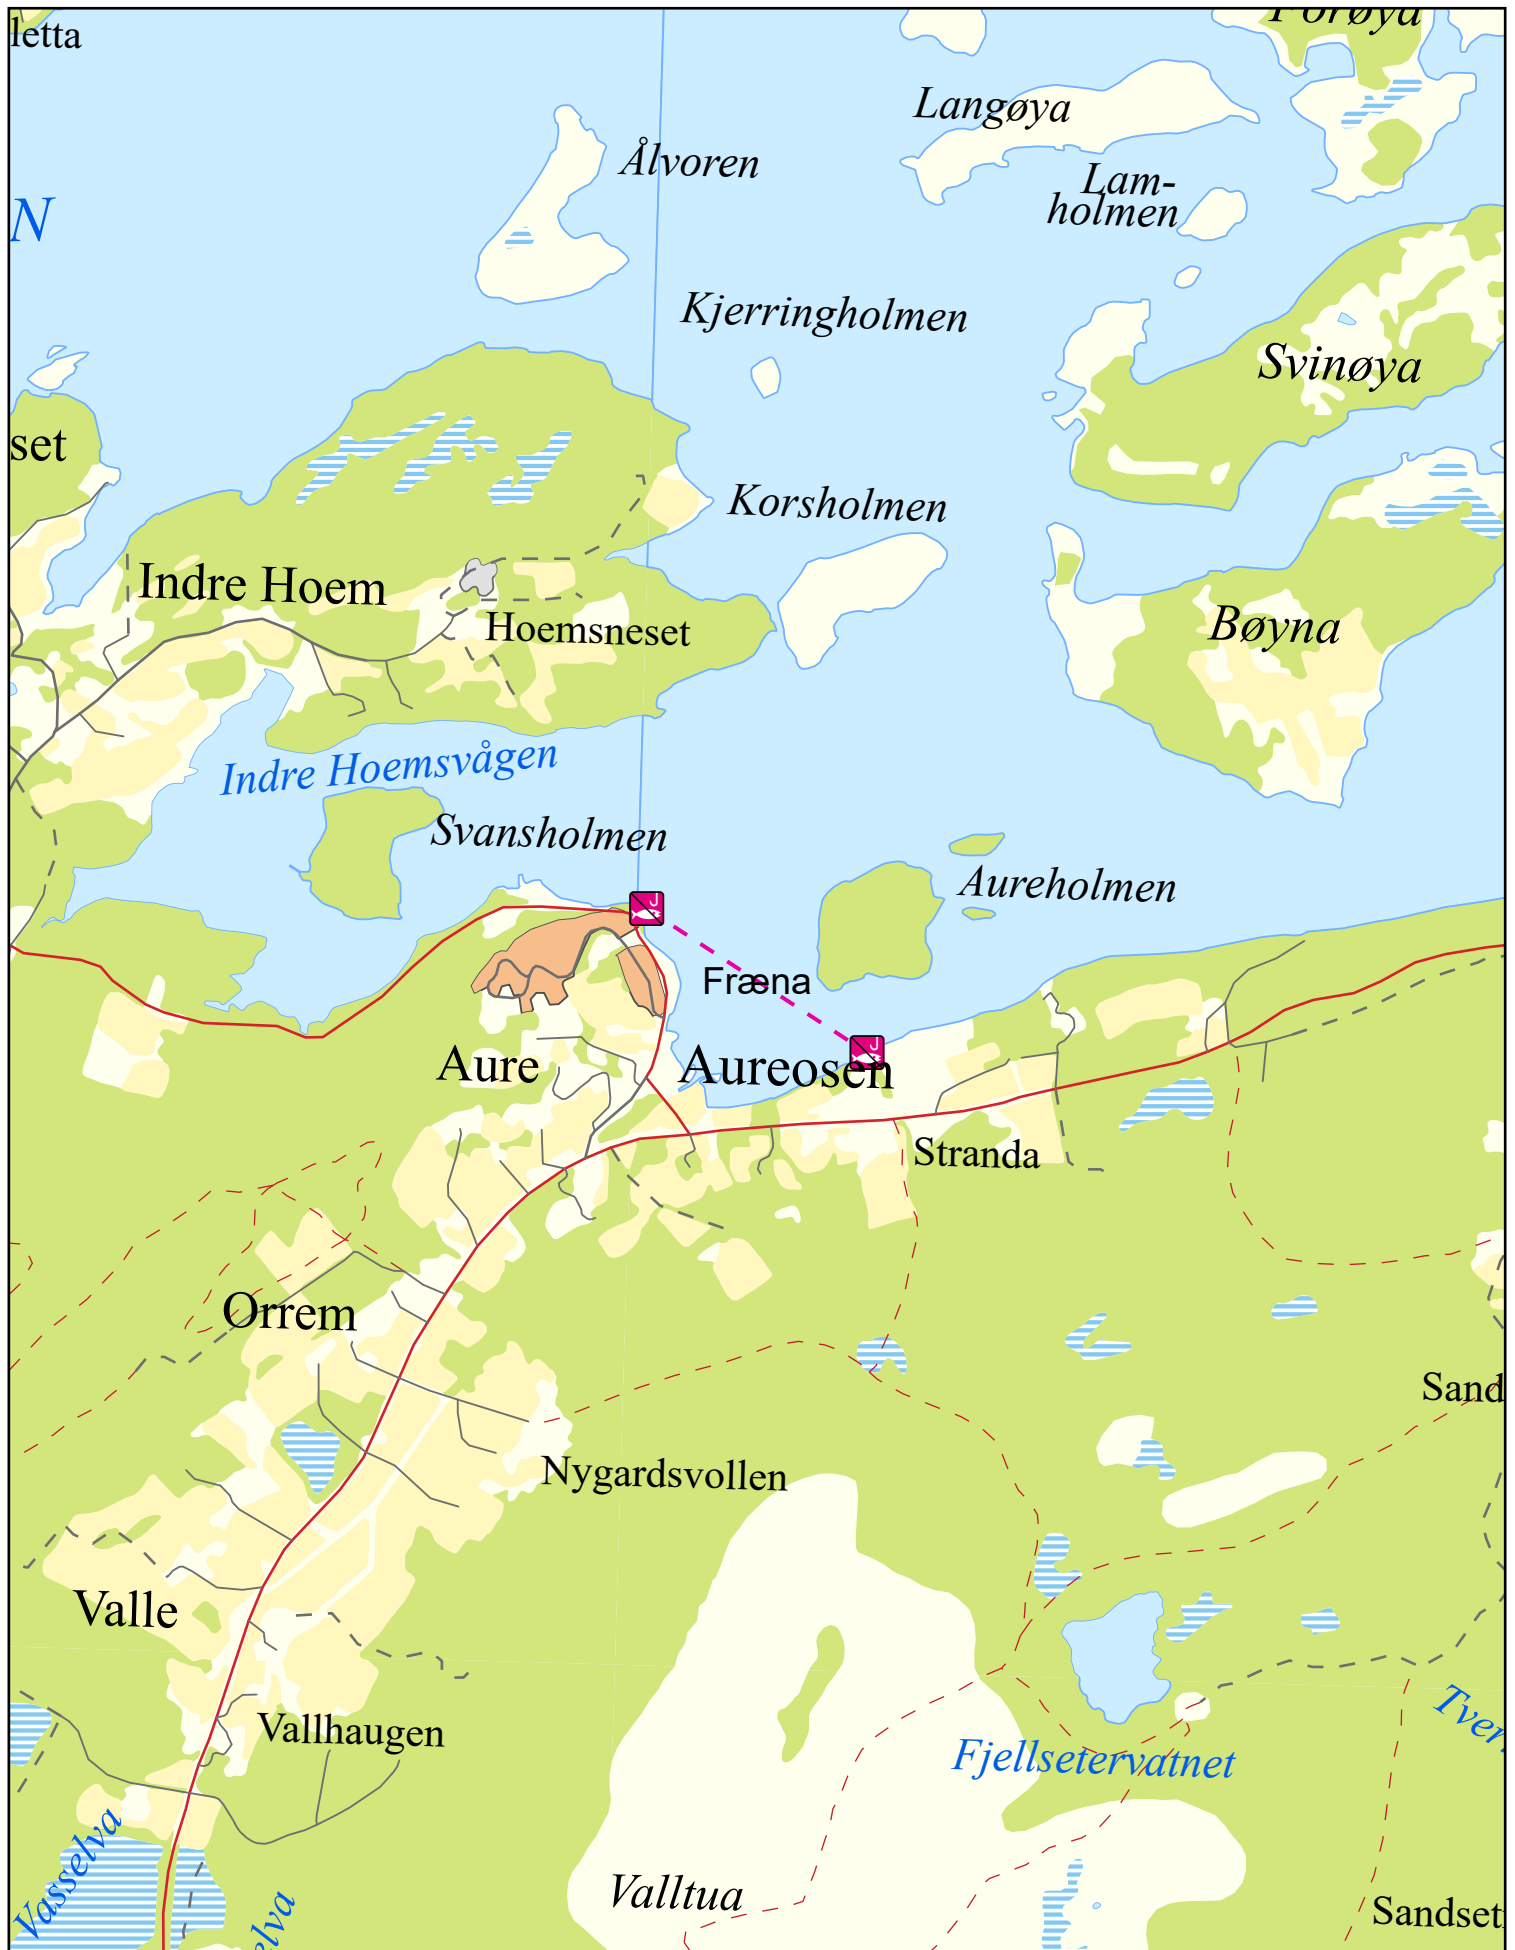 Forøya
letta
Langøya
Ålvoren
Lam-
holmen
N
Kjerringholmen
Svinøya
set
Korsholmen
Indre Hoem
Hoemsneset
Bøyna
Indre Hoemsvågen
Svansholmen
Aureholmen
Fræna
Aure
Aureosen
Stranda
Orrem
Sand
Nygardsvollen
Valle
Tver
Vallhaugen
Fjellsetervatnet
Vasselva
Valltua
Sandset
elva